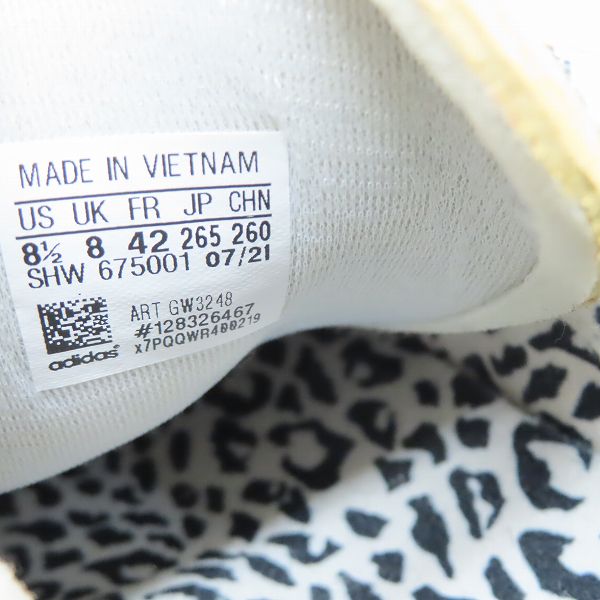 MADE IN VIETNAM
US UK FR JP CHN
8½ 8 42 265 260
SHW 675001 07/21
ART GW3248
#128326467
x7PQQWR400219
adidas